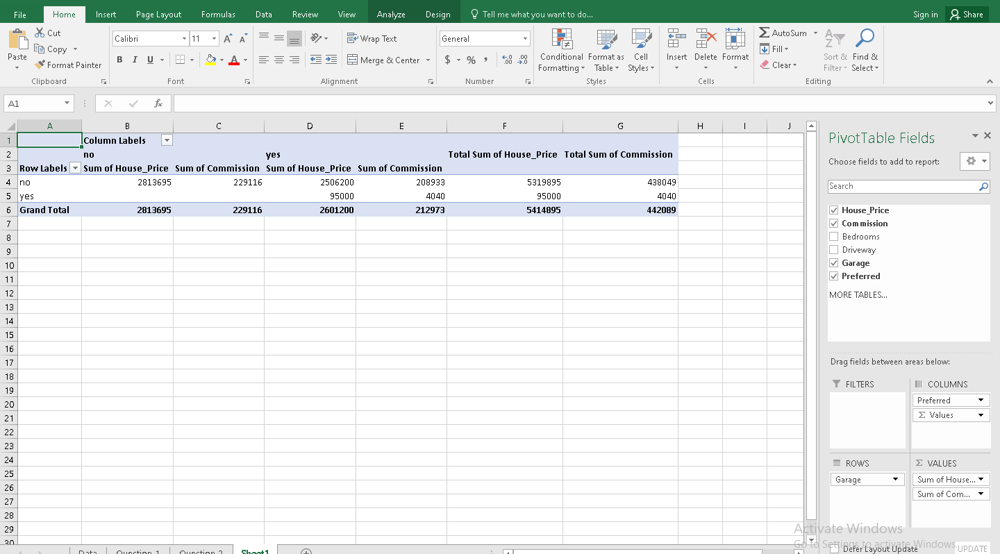 File Home Insert Page Layout Formulas Data Review View Analyze Design Tell me what you want to do... Sign in Share
Paste Cut
Copy
Format Painter
Clipboard
Calibri 11 A A
B I U A
Font
Wrap Text
Merge & Center
Alignment
General
$ % , .0 .00 .00 .0
Number
Conditional Formatting Format as Table Cell Styles
Styles
Insert Delete Format
Cells
AutoSum
Fill
Clear
Sort & Filter Find & Select
Editing
A1 fx
A B C D E F G H I J
1 Column Labels
2 no yes Total Sum of House_Price Total Sum of Commission
3 Row Labels Sum of House_Price Sum of Commission Sum of House_Price Sum of Commission
4 no 2813695 229116 2506200 208933 5319895 438049
5 yes 95000 4040 95000 4040
6 Grand Total 2813695 229116 2601200 212973 5414895 442089
7
8
9
10
11
12
13
14
15
16
17
18
19
20
21
22
23
24
25
26
27
28
29
30
Data Question 1 Question 2 Sheet1
PivotTable Fields
Choose fields to add to report:
Search
House_Price
Commission
Bedrooms
Driveway
Garage
Preferred
MORE TABLES...
Drag fields between areas below:
FILTERS
COLUMNS
Preferred
Σ Values
ROWS
Garage
Σ VALUES
Sum of House...
Sum of Com...
Activate Windows
Go to Settings to activate Windows.
Defer Layout Update UPDATE